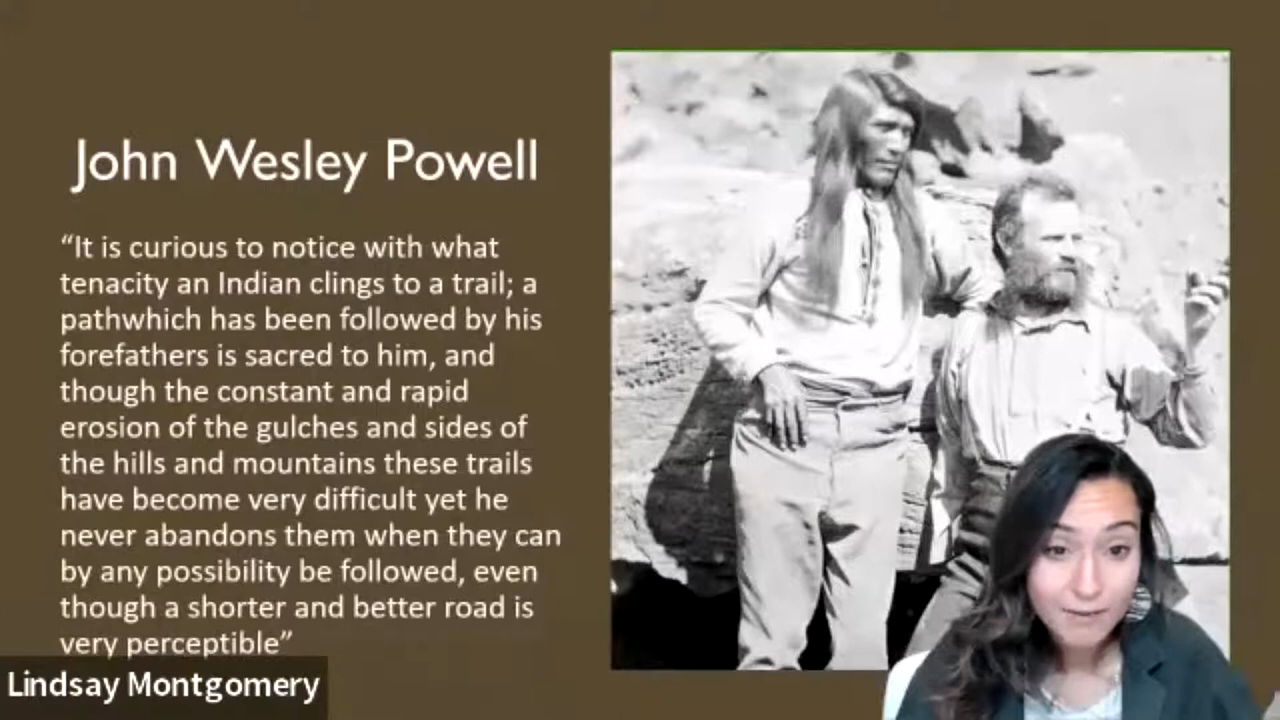 John Wesley Powell
“It is curious to notice with what
tenacity an Indian clings to a trail; a
pathwhich has been followed by his
forefathers is sacred to him, and
though the constant and rapid
erosion of the gulches and sides of
the hills and mountains these trails
have become very difficult yet he
never abandons them when they can
by any possibility be followed, even
though a shorter and better road is
very perceptible”
Lindsay Montgomery